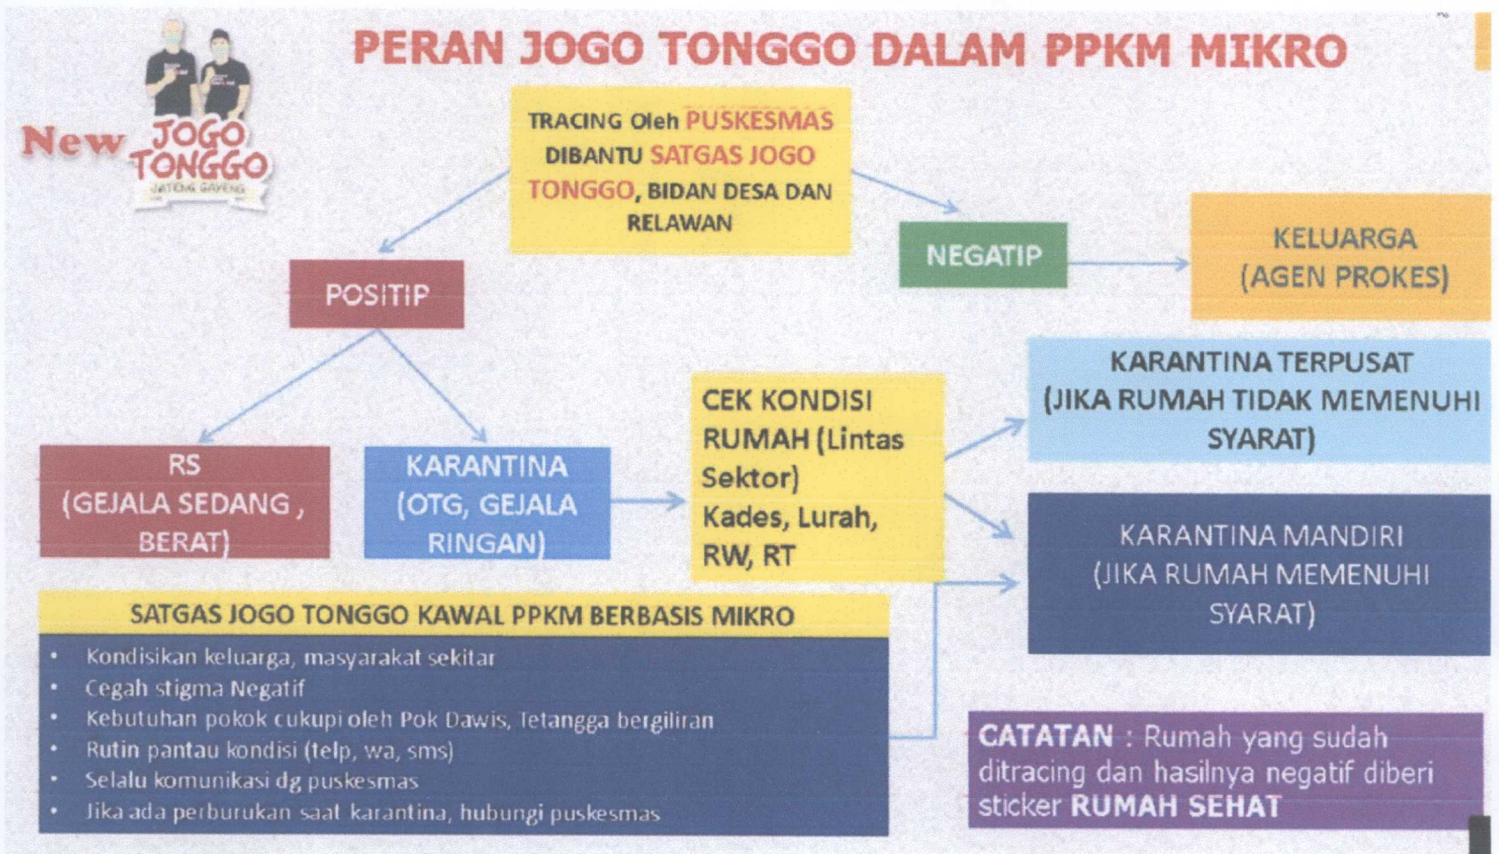 PERAN JOGO TONGGO DALAM PPKM MIKRO
New JOGO
TONGGO
JATENG GAYENG
TRACING Oleh PUSKESMAS
DIBANTU SATGAS JOGO
TONGGO, BIDAN DESA DAN
RELAWAN
POSITIP
NEGATIP
KELUARGA
(AGEN PROKES)
RS
(GEJALA SEDANG ,
BERAT)
KARANTINA
(OTG, GEJALA
RINGAN)
CEK KONDISI
RUMAH (Lintas
Sektor)
Kades, Lurah,
RW, RT
KARANTINA TERPUSAT
(JIKA RUMAH TIDAK MEMENUHI
SYARAT)
KARANTINA MANDIRI
(JIKA RUMAH MEMENUHI
SYARAT)
SATGAS JOGO TONGGO KAWAL PPKM BERBASIS MIKRO
• Kondisikan keluarga, masyarakat sekitar
• Cegah stigma Negatif
• Kebutuhan pokok cukupi oleh Pok Dawis, Tetangga bergiliran
• Rutin pantau kondisi (telp, wa, sms)
• Selalu komunikasi dg puskesmas
• Jika ada perburukan saat karantina, hubungi puskesmas
CATATAN : Rumah yang sudah
ditracing dan hasilnya negatif diberi
sticker RUMAH SEHAT